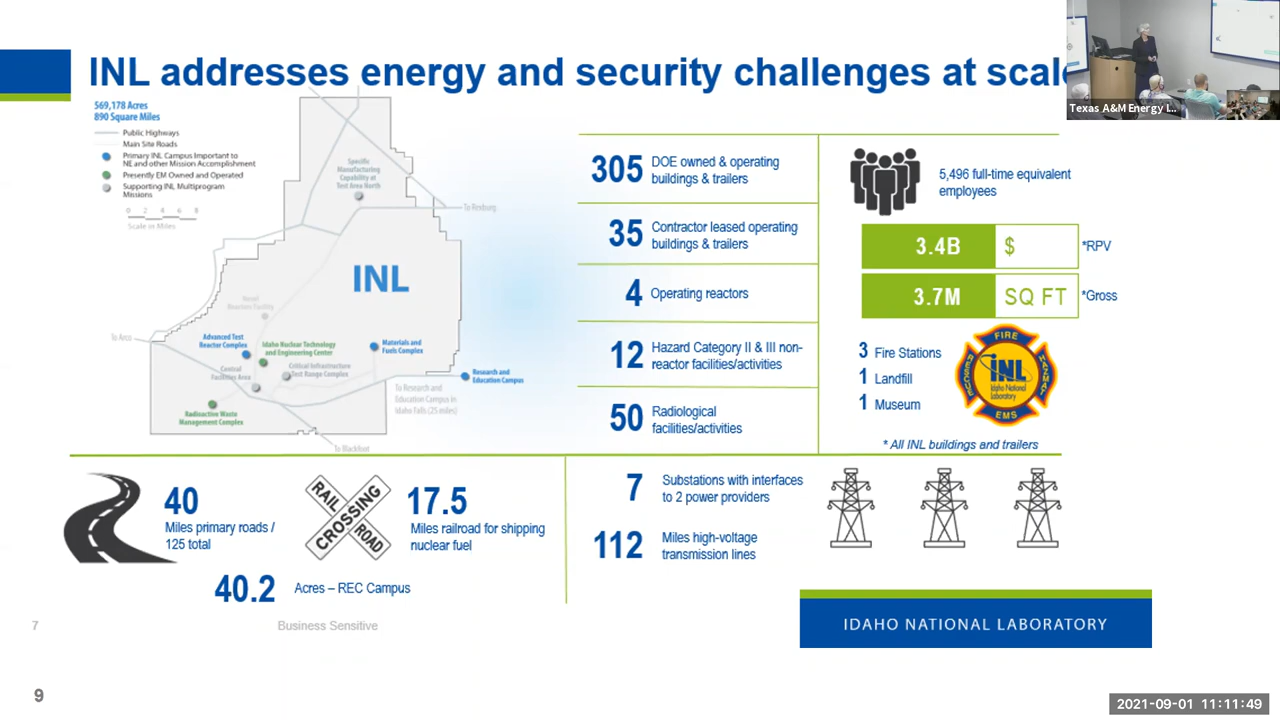 INL addresses energy and security challenges at scale
Texas A&M Energy I...
569,178 Acres
890 Square Miles
Public Highways
Main Site Roads
Primary INL Campus Important to
NE and other Mission Accomplishment
Presently EM Owned and Operated
Supporting INL Multiprogram
Missions
0 2 4 6 8
Scale in Miles
Specific
Manufacturing
Capability at
Test Area North
To Rexburg
INL
Naval
Reactors Facility
To Arco
Advanced Test
Reactor Complex
Idaho Nuclear Technology
and Engineering Center
Materials and
Fuels Complex
Central
Facilities Area
Critical Infrastructure
Test Range Complex
Research and
Education Campus
To Research and
Education Campus in
Idaho Falls (25 miles)
Radioactive Waste
Management Complex
To Blackfoot
305 DOE owned & operating
buildings & trailers
35 Contractor leased operating
buildings & trailers
4 Operating reactors
12 Hazard Category II & III non-
reactor facilities/activities
50 Radiological
facilities/activities
5,496 full-time equivalent
employees
3.4B $ *RPV
3.7M SQ FT *Gross
3 Fire Stations
1 Landfill
1 Museum
FIRE
RESCUE
HAZMAT
INL
Idaho National
Laboratory
EMS
* All INL buildings and trailers
40
Miles primary roads /
125 total
RAIL
CROSSING
ROAD
17.5
Miles railroad for shipping
nuclear fuel
40.2 Acres – REC Campus
7 Substations with interfaces
to 2 power providers
112 Miles high-voltage
transmission lines
7
Business Sensitive
IDAHO NATIONAL LABORATORY
9
2021-09-01 11:11:49